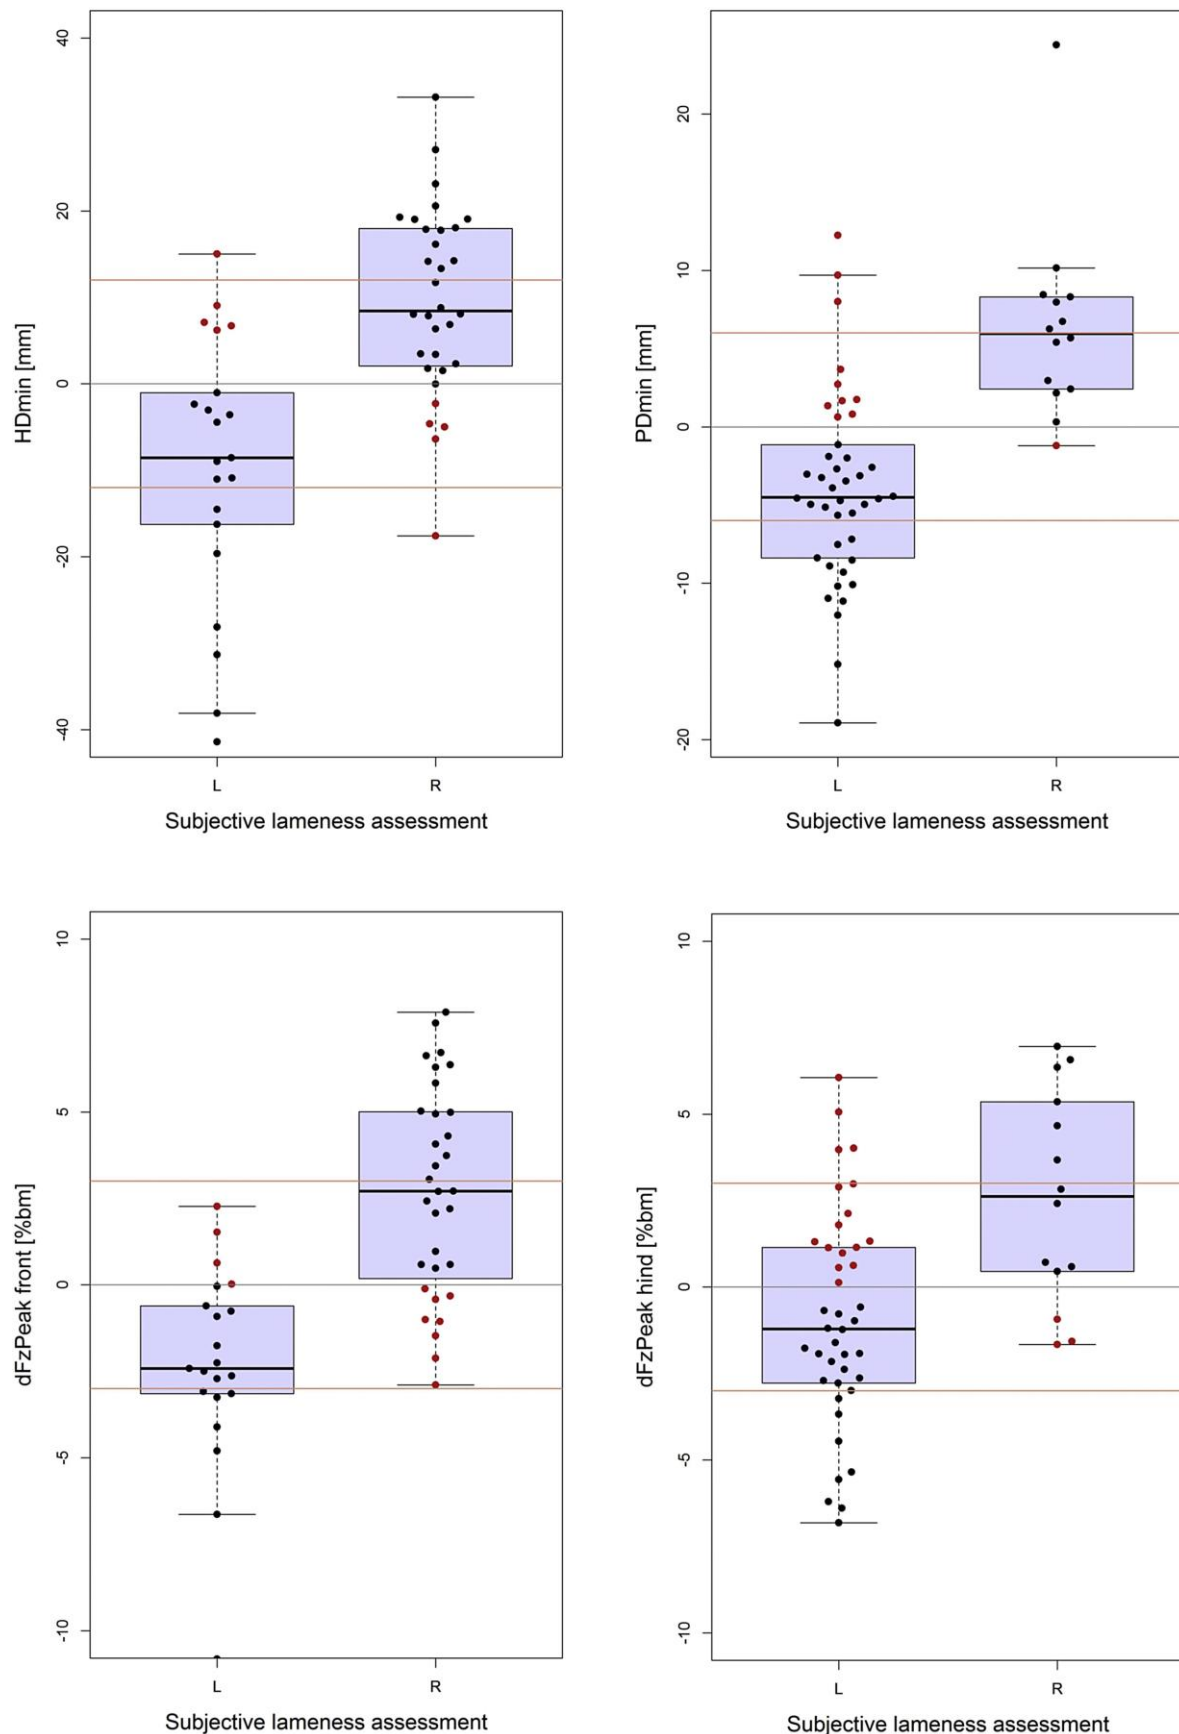 HDmin [mm]
40
20
0
-20
-40
L
R
Subjective lameness assessment
PDmin [mm]
20
10
0
-10
-20
L
R
Subjective lameness assessment
dFzPeak front [%bm]
10
5
0
-5
-10
L
R
Subjective lameness assessment
dFzPeak hind [%bm]
10
5
0
-5
-10
L
R
Subjective lameness assessment